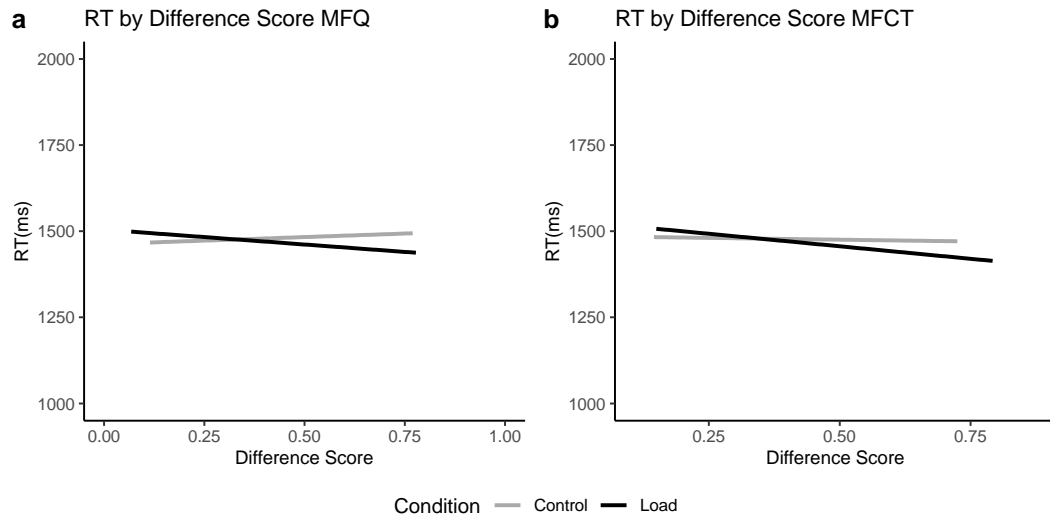 a RT by Difference Score MFQ
2000
1750
1500
1250
1000
RT(ms)
0.00 0.25 0.50 0.75 1.00
Difference Score
b RT by Difference Score MFCT
2000
1750
1500
1250
1000
RT(ms)
0.25 0.50 0.75
Difference Score
Condition Control Load